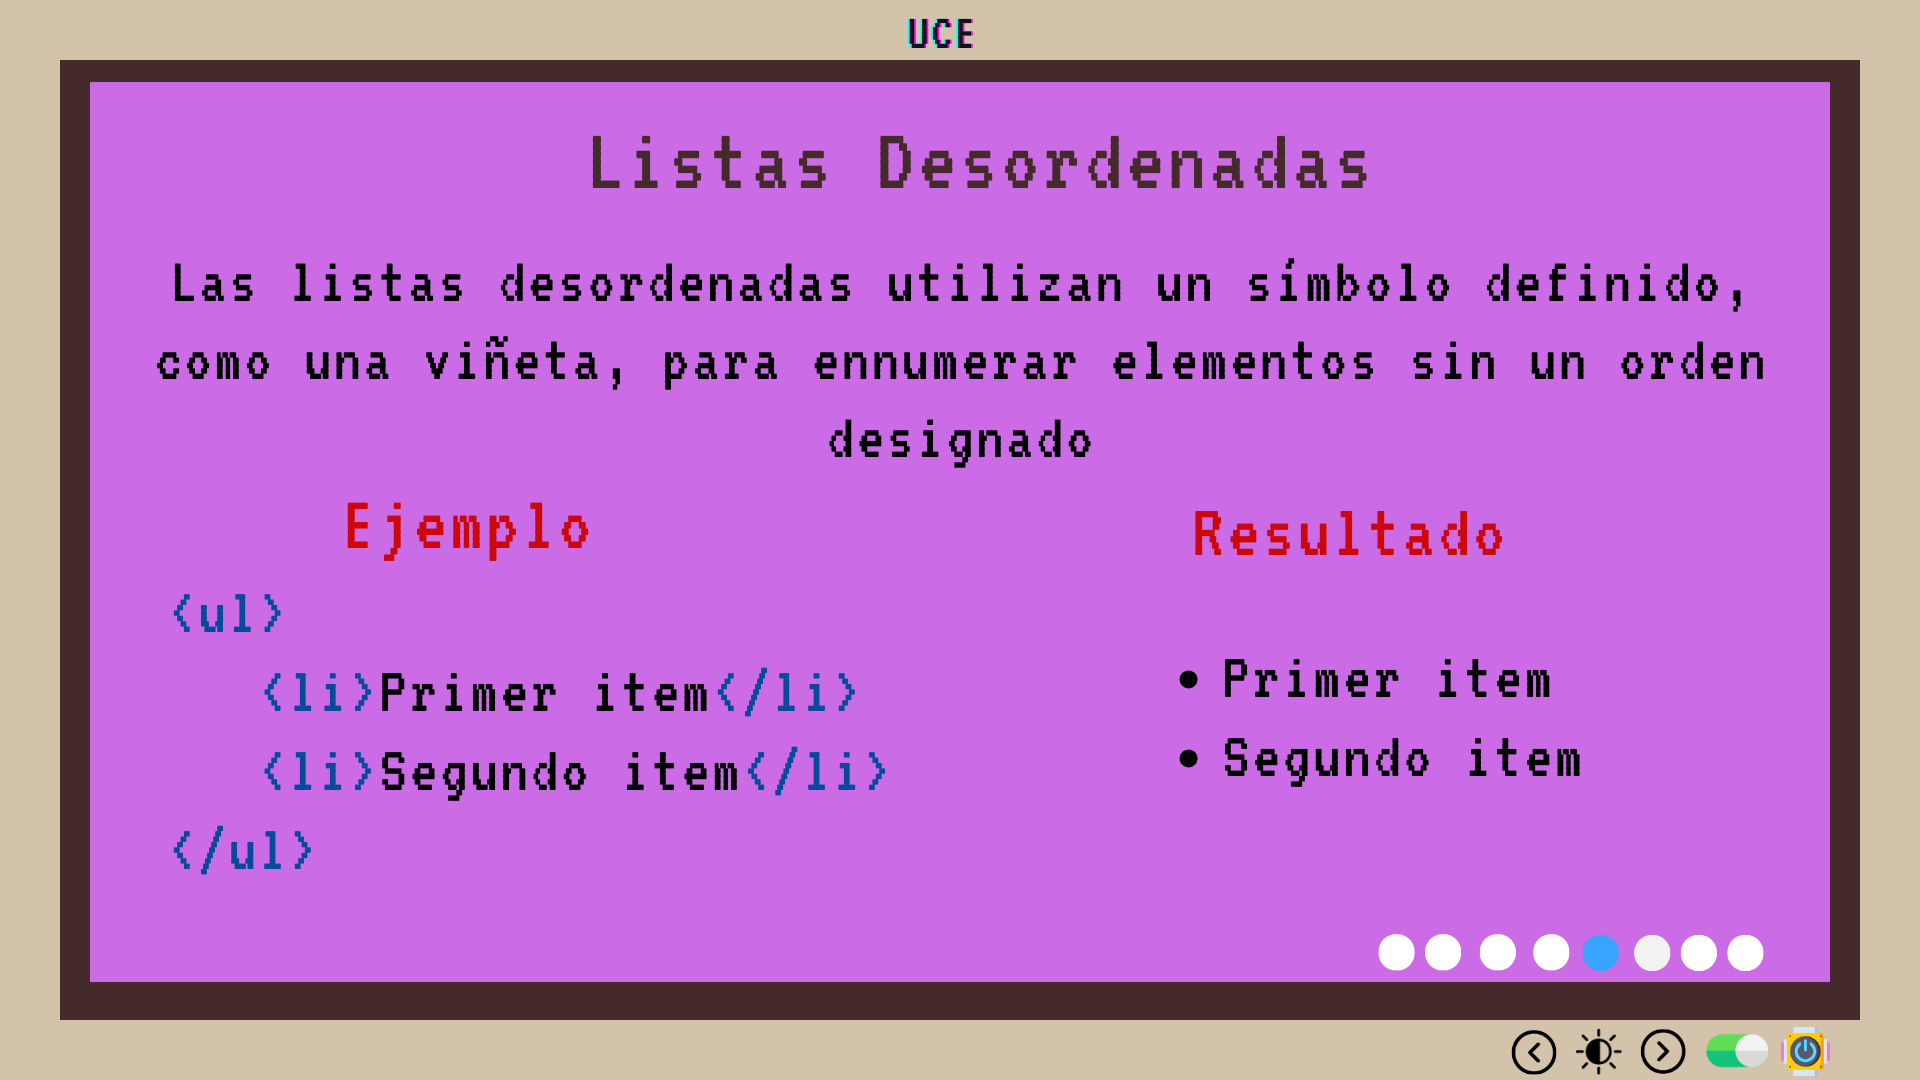 UCE
Listas Desordenadas
Las listas desordenadas utilizan un símbolo definido,
como una viñeta, para ennumerar elementos sin un orden
designado
Ejemplo
<ul>
<li>Primer item</li>
<li>Segundo item</li>
</ul>
Resultado
• Primer item
• Segundo item